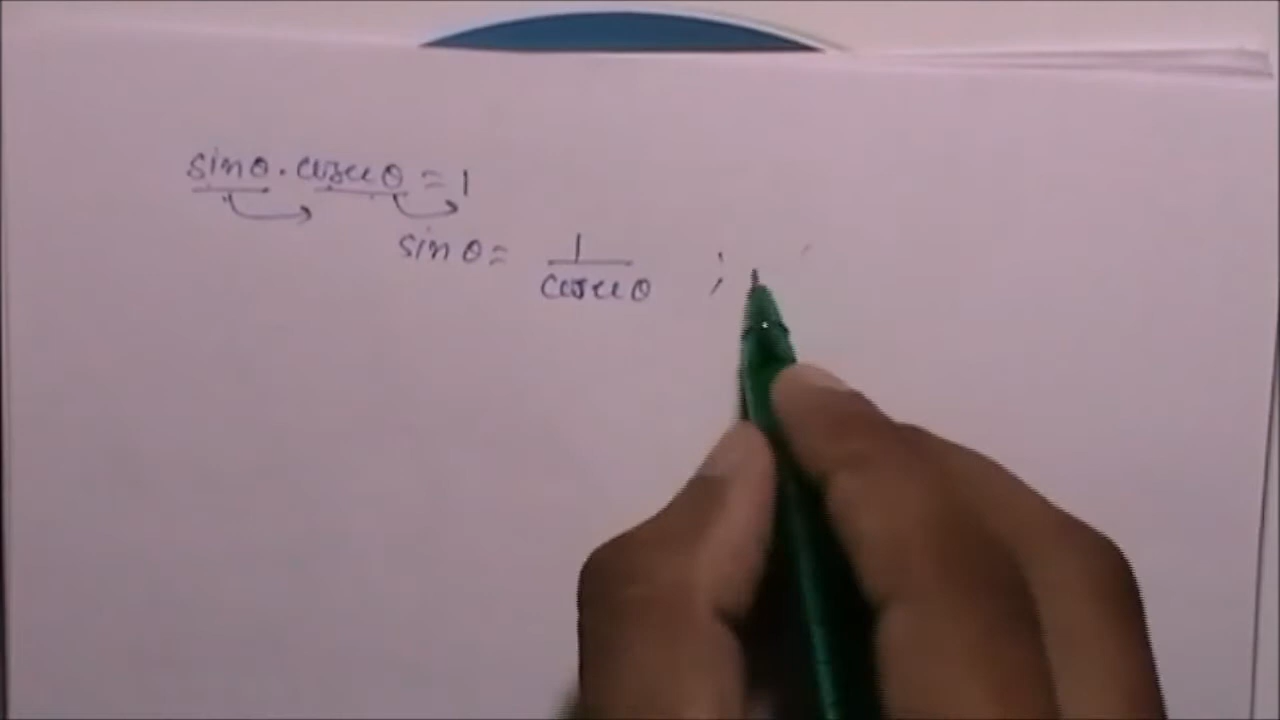 sinθ . cosecθ = 1
sinθ = 1/cosecθ ;